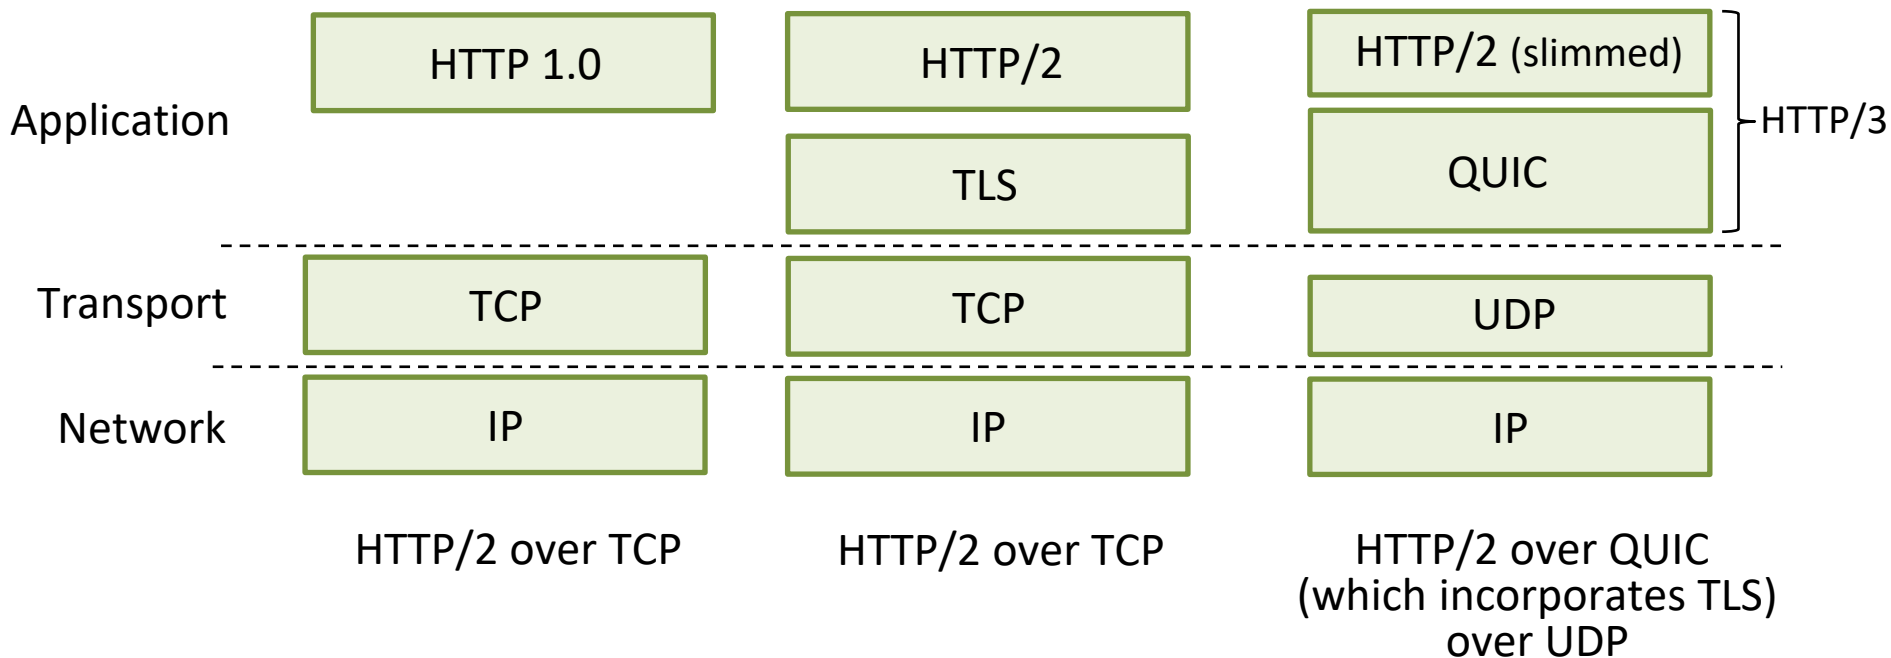 HTTP 1.0
HTTP/2
HTTP/2 (slimmed)
Application
HTTP/3
TLS
QUIC
Transport
TCP
TCP
UDP
Network
IP
IP
IP
HTTP/2 over TCP
HTTP/2 over TCP
HTTP/2 over QUIC
(which incorporates TLS)
over UDP